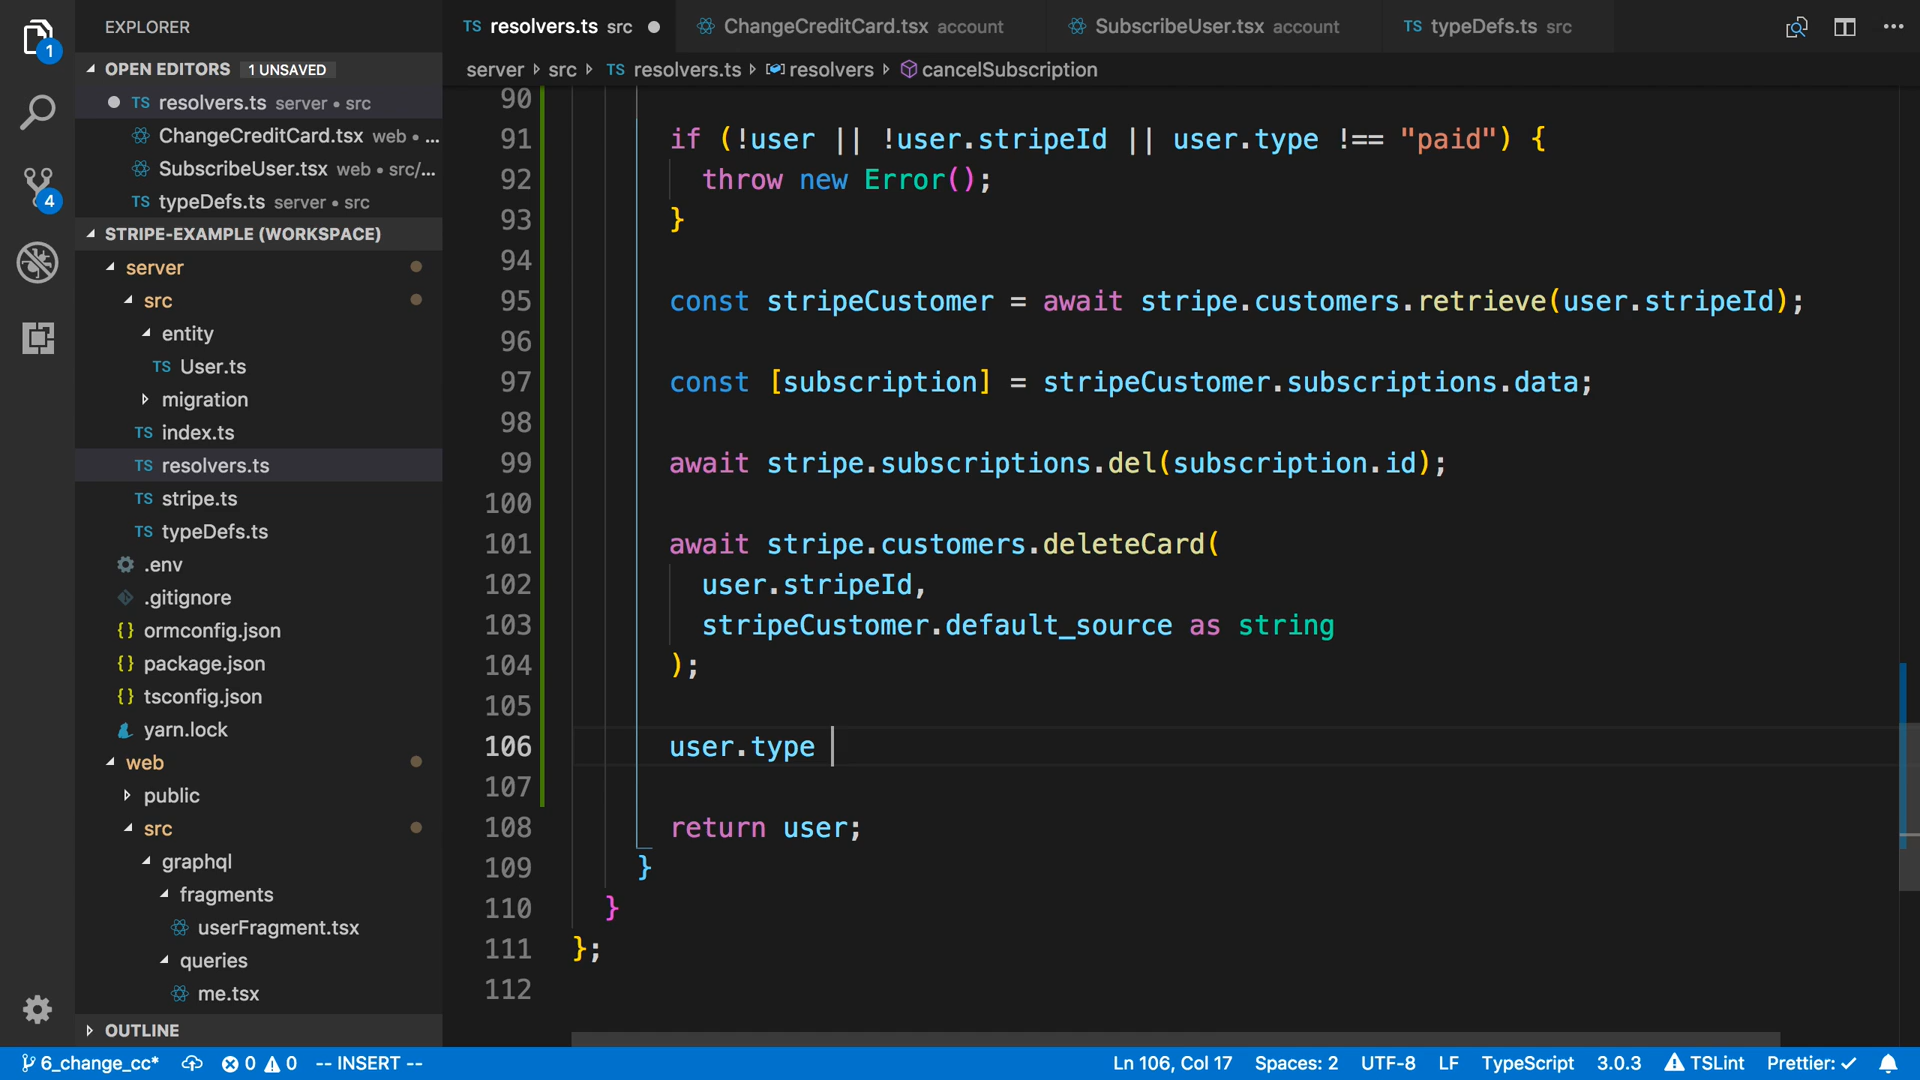 EXPLORER
OPEN EDITORS 1 UNSAVED
TS resolvers.ts server • src
ChangeCreditCard.tsx web • ...
SubscribeUser.tsx web • src/...
TS typeDefs.ts server • src
STRIPE-EXAMPLE (WORKSPACE)
server
src
entity
TS User.ts
migration
TS index.ts
TS resolvers.ts
TS stripe.ts
TS typeDefs.ts
.env
.gitignore
{} ormconfig.json
{} package.json
{} tsconfig.json
yarn.lock
web
public
src
graphql
fragments
userFragment.tsx
queries
me.tsx
OUTLINE
1
4
TS resolvers.ts src
ChangeCreditCard.tsx account
SubscribeUser.tsx account
TS typeDefs.ts src
server src TS resolvers.ts resolvers cancelSubscription
90
91 if (!user || !user.stripeId || user.type !== "paid") {
92 throw new Error();
93 }
94
95 const stripeCustomer = await stripe.customers.retrieve(user.stripeId);
96
97 const [subscription] = stripeCustomer.subscriptions.data;
98
99 await stripe.subscriptions.del(subscription.id);
100
101 await stripe.customers.deleteCard(
102 user.stripeId,
103 stripeCustomer.default_source as string
104 );
105
106 user.type
107
108 return user;
109 }
110 }
111 };
112
6_change_cc* 0 0 -- INSERT -- Ln 106, Col 17 Spaces: 2 UTF-8 LF TypeScript 3.0.3 TSLint Prettier: ✓